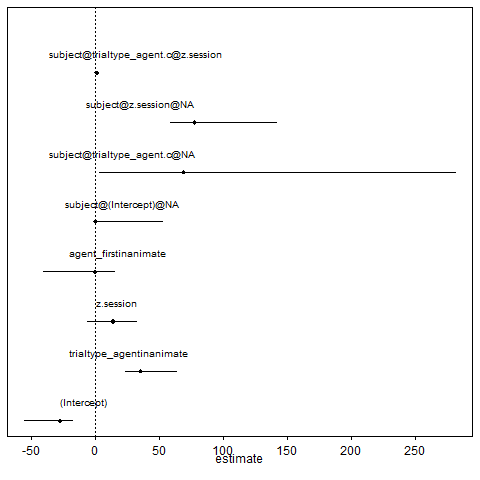 subject@trialtype_agent.c@z.session
subject@z.session@NA
subject@trialtype_agent.c@NA
subject@(Intercept)@NA
agent_firstinanimate
z.session
trialtype_agentinanimate
(Intercept)
-50 0 50 100 150 200 250
estimate